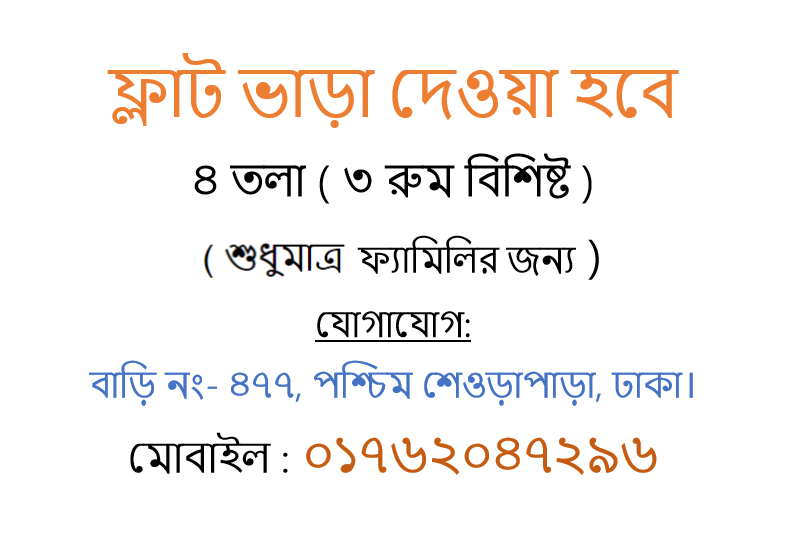 ফ্লাট ভাড়া দেওয়া হবে
৪ তলা ( ৩ রুম বিশিষ্ট )
( শুধুমাত্র ফ্যামিলির জন্য )
যোগাযোগ:
বাড়ি নং- ৪৭৭, পশ্চিম শেওড়াপাড়া, ঢাকা।
মোবাইল : ০১৭৬২০৪৭২৯৬